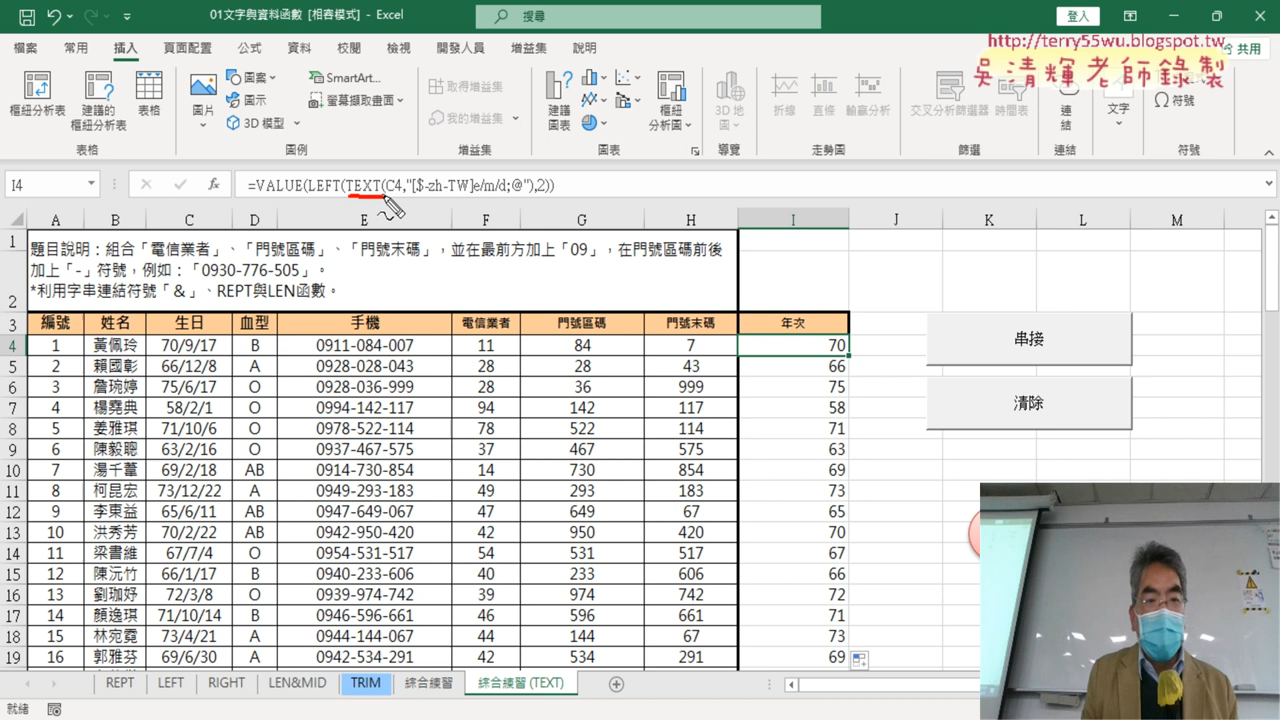 01文字與資料函數 [相容模式] - Excel
搜尋
登入
http://terry55wu.blogspot.tw
吳清輝老師錄製
檔案 常用 插入 頁面配置 公式 資料 校閱 檢視 開發人員 增益集 說明 共用
樞紐分析表 建議的樞紐分析表 表格 圖片 圖案 圖示 3D 模型 SmartArt... 螢幕擷取畫面 取得增益集 我的增益集 建議圖表 樞紐分析圖 3D 地圖 折線 直條 輸贏分析 交叉分析篩選器 時間表 連結 文字 符號
表格 圖例 增益集 圖表 導覽 走勢圖 篩選 連結 符號
I4 fx =VALUE(LEFT(TEXT(C4,"[$-zh-TW]e/m/d;@"),2))
A B C D E F G H I J K L M
1 題目說明：組合「電信業者」、「門號區碼」、「門號末碼」，並在最前方加上「09」，在門號區碼前後
加上「-」符號，例如：「0930-776-505」。
2 *利用字串連結符號「&」、REPT與LEN函數。
3 編號 姓名 生日 血型 手機 電信業者 門號區碼 門號末碼 年次
串接
4 1 黃佩玲 70/9/17 B 0911-084-007 11 84 7 70
5 2 賴國彰 66/12/8 A 0928-028-043 28 28 43 66
6 3 詹琬婷 75/6/17 O 0928-036-999 28 36 999 75
清除
7 4 楊堯典 58/2/1 O 0994-142-117 94 142 117 58
8 5 姜雅琪 71/10/6 O 0978-522-114 78 522 114 71
9 6 陳毅聰 63/2/16 O 0937-467-575 37 467 575 63
10 7 湯千葦 69/2/18 AB 0914-730-854 14 730 854 69
11 8 柯昆宏 73/12/22 A 0949-293-183 49 293 183 73
12 9 李東益 65/6/11 AB 0947-649-067 47 649 67 65
13 10 洪秀芳 70/2/22 AB 0942-950-420 42 950 420 70
14 11 梁書維 67/7/4 O 0954-531-517 54 531 517 67
15 12 陳沅竹 66/1/17 B 0940-233-606 40 233 606 66
16 13 劉珈妤 72/3/8 O 0939-974-742 39 974 742 72
17 14 顏逸琪 71/10/14 B 0946-596-661 46 596 661 71
18 15 林宛霓 73/4/21 A 0944-144-067 44 144 67 73
19 16 郭雅芬 69/6/30 A 0942-534-291 42 534 291 69
REPT LEFT RIGHT LEN&MID TRIM 綜合練習 綜合練習 (TEXT)
就緒